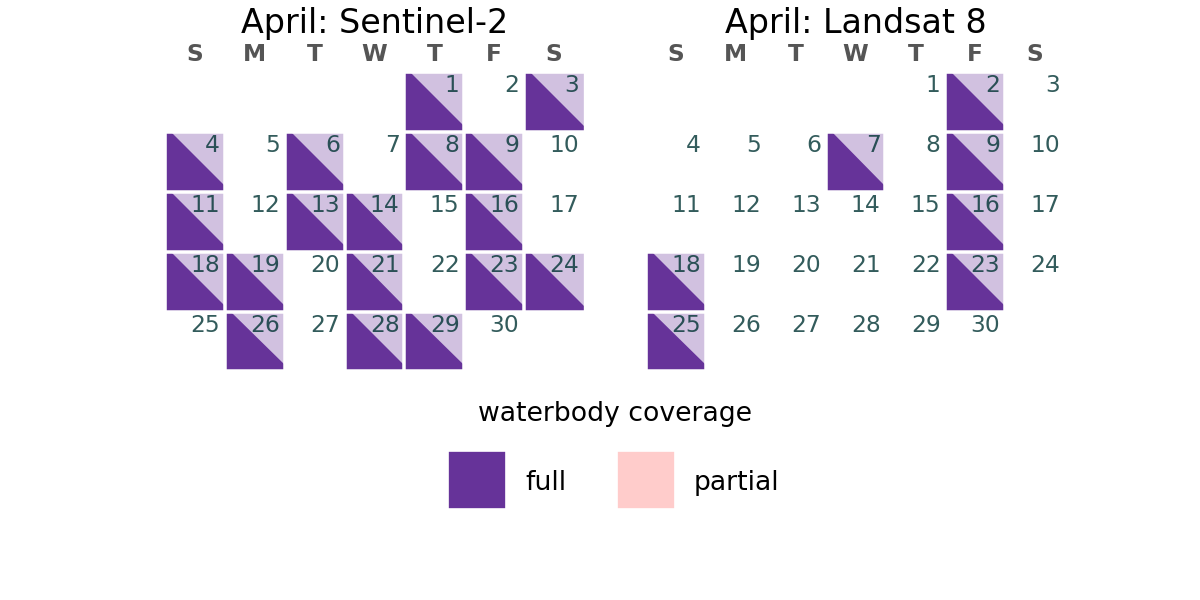 April: Sentinel-2
S M T W T F S
1 2 3
4 5 6 7 8 9 10
11 12 13 14 15 16 17
18 19 20 21 22 23 24
25 26 27 28 29 30
April: Landsat 8
S M T W T F S
1 2 3
4 5 6 7 8 9 10
11 12 13 14 15 16 17
18 19 20 21 22 23 24
25 26 27 28 29 30
waterbody coverage
full partial